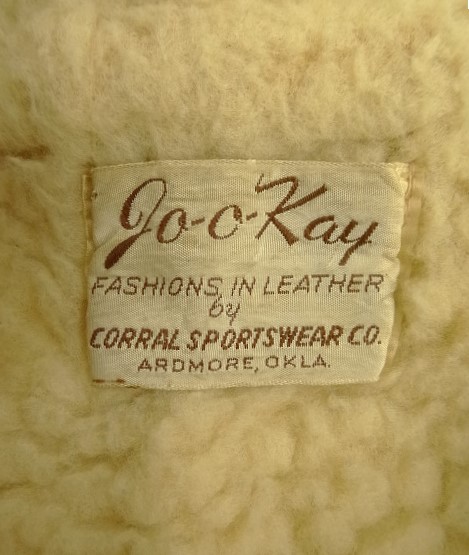 Jo-o-Kay
FASHIONS IN LEATHER
by
CORRAL SPORTSWEAR CO.
ARDMORE, OKLA.